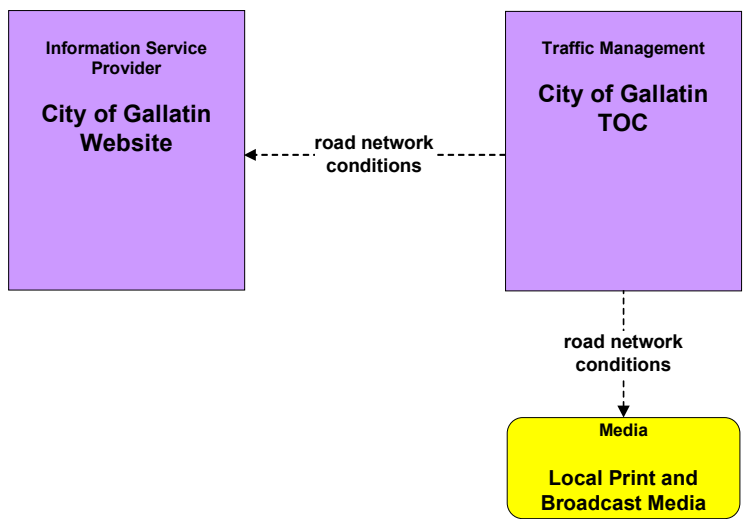 Information Service
Provider
City of Gallatin
Website
Traffic Management
City of Gallatin
TOC
road network
conditions
road network
conditions
Media
Local Print and
Broadcast Media